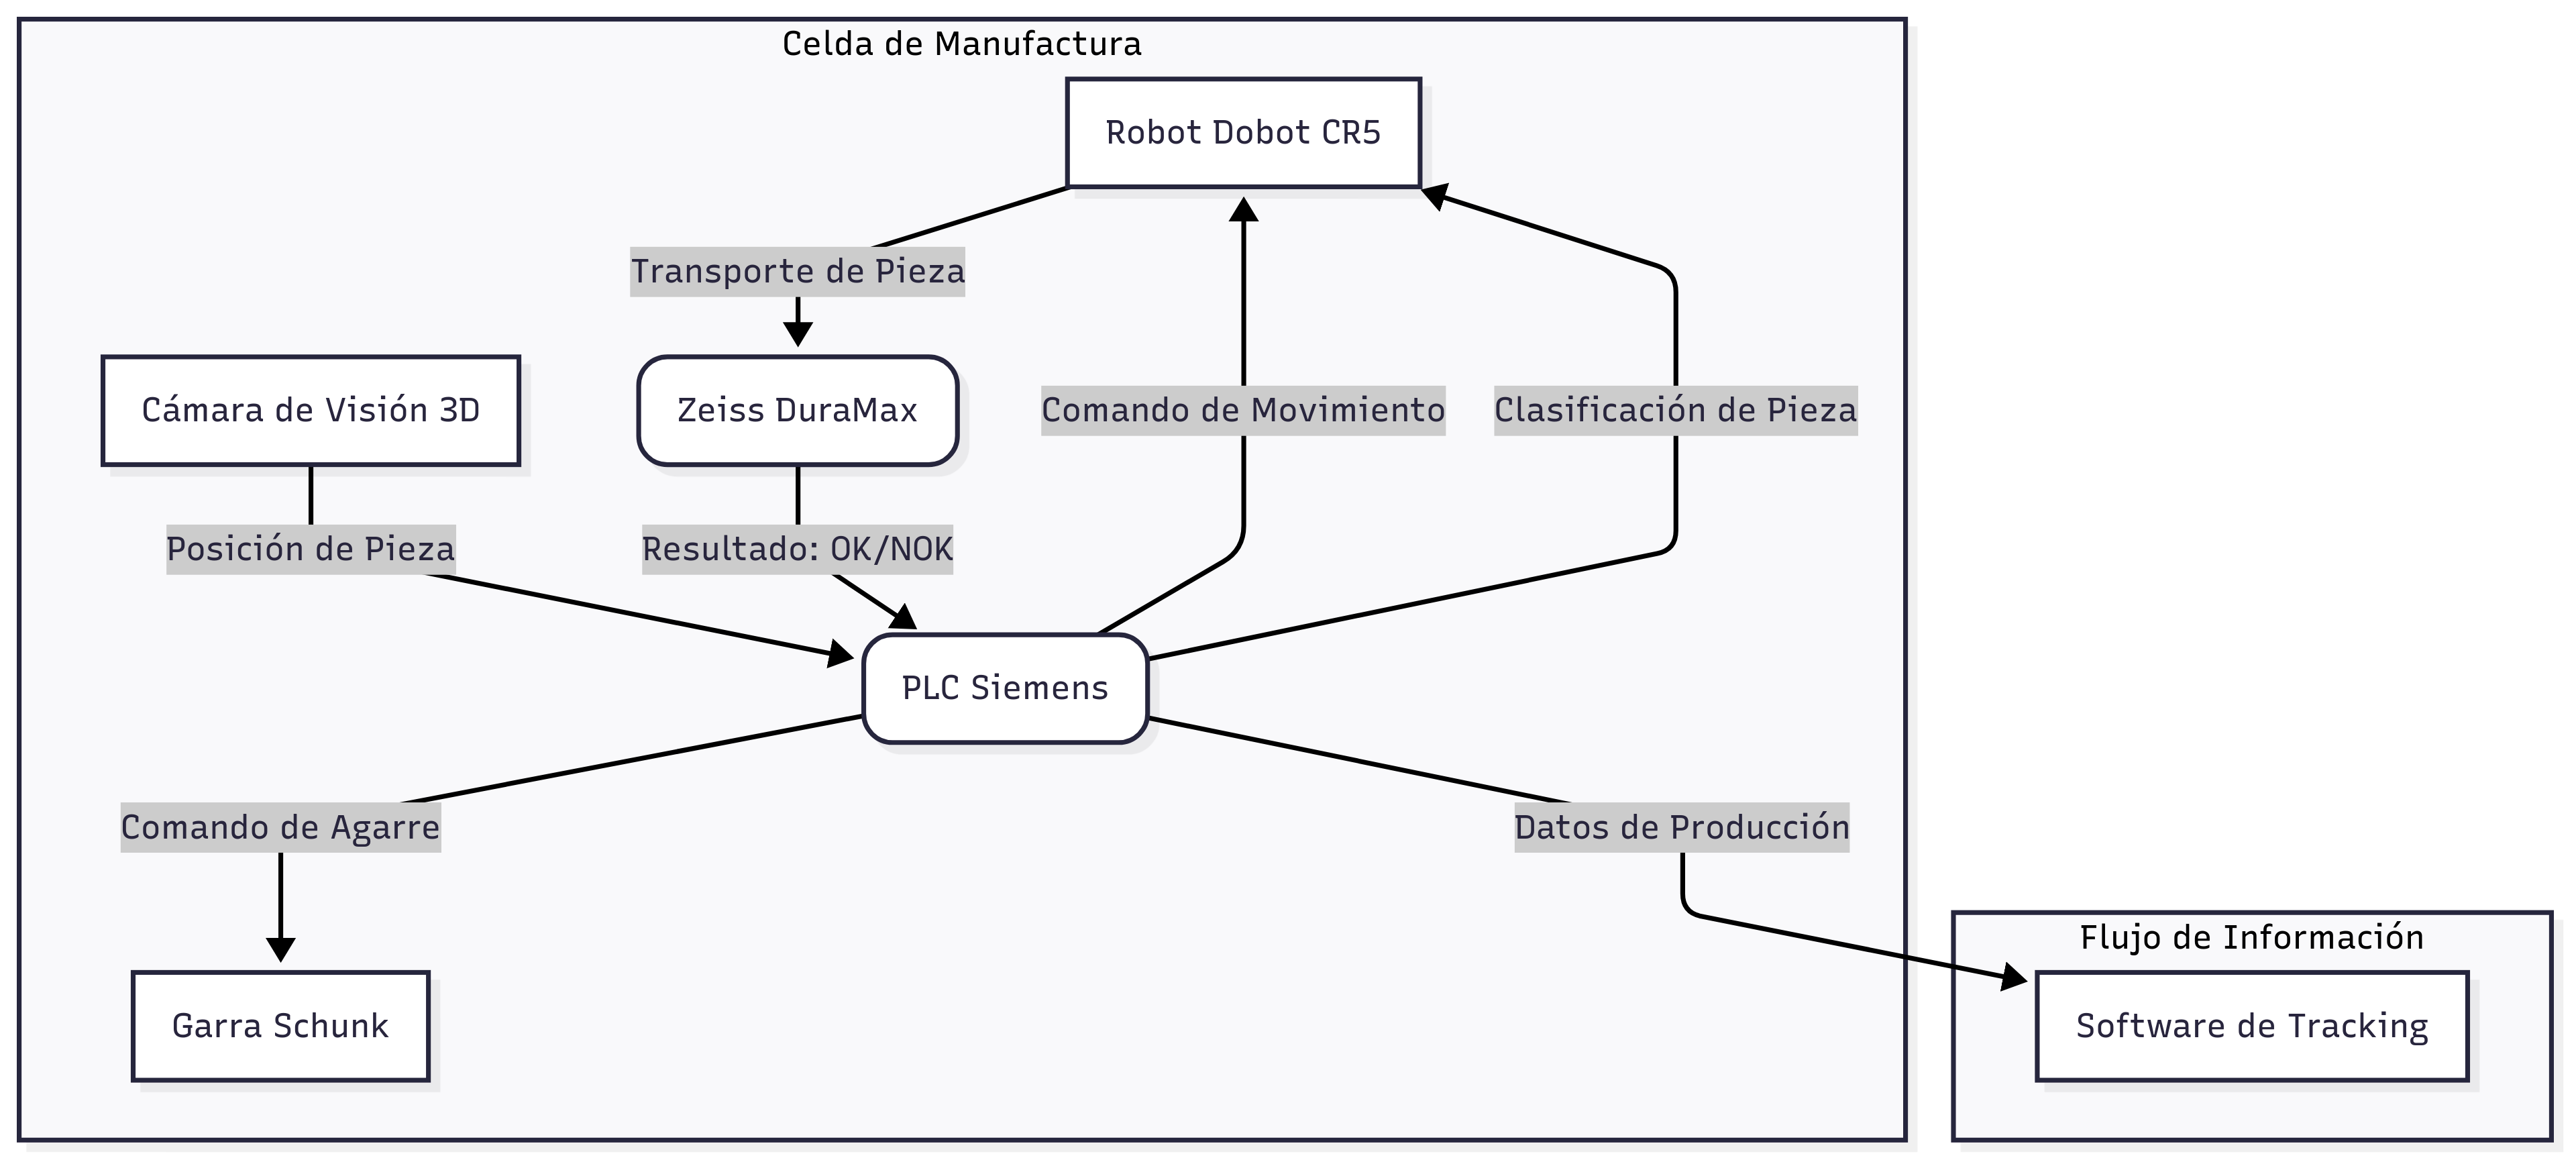 Celda de Manufactura
Robot Dobot CR5
Transporte de Pieza
Cámara de Visión 3D
Zeiss DuraMax
Comando de Movimiento
Clasificación de Pieza
Posición de Pieza
Resultado: OK/NOK
PLC Siemens
Comando de Agarre
Datos de Producción
Flujo de Información
Garra Schunk
Software de Tracking